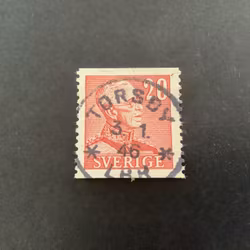 20
TORSBY
3. 1.
* 46 *
SVERIGE
LBR